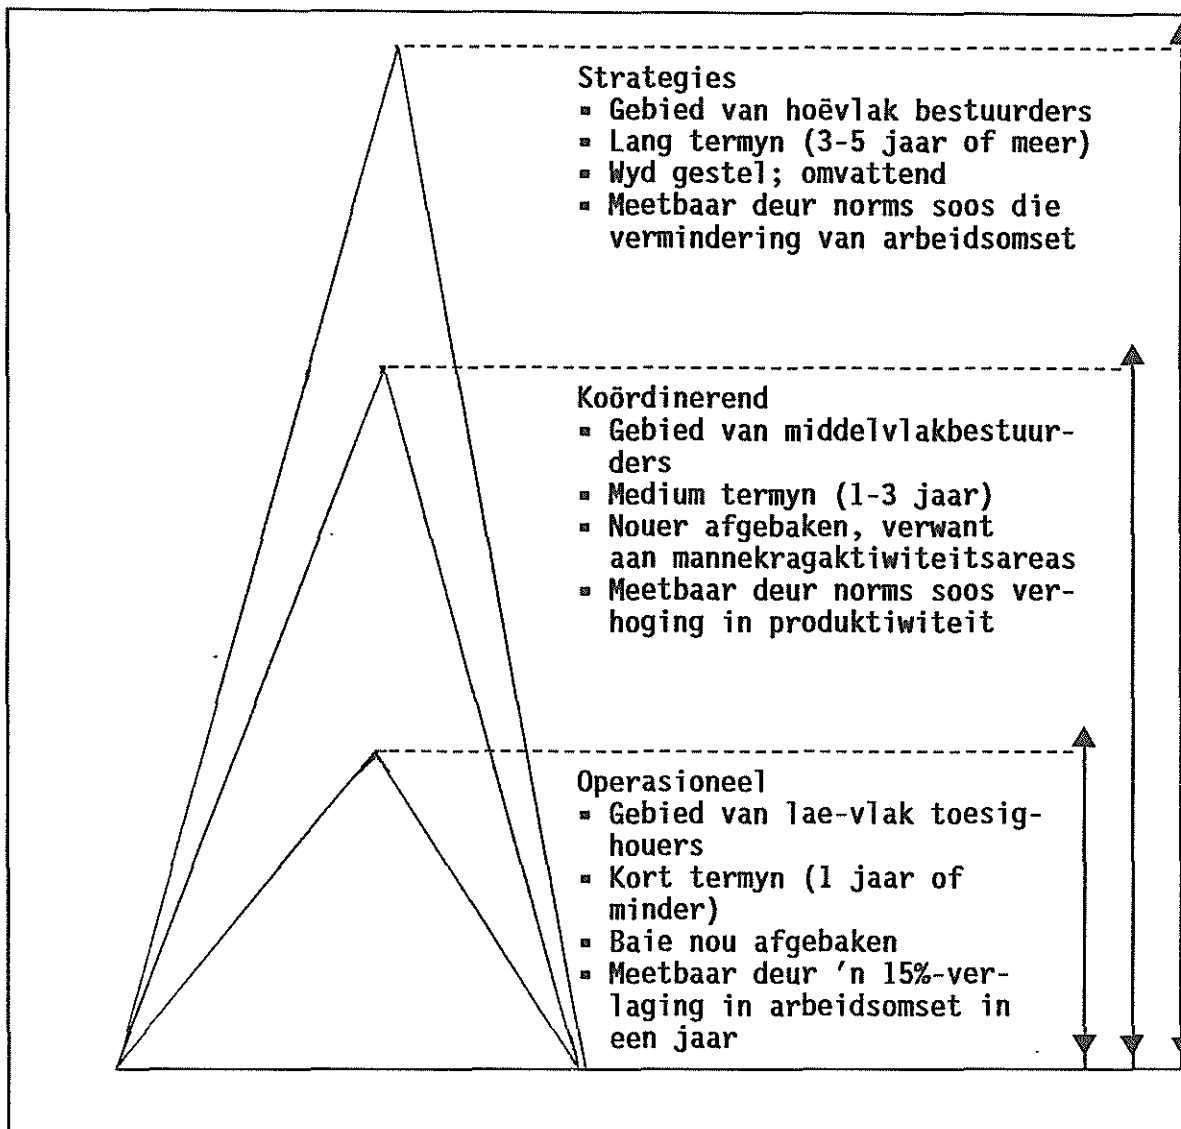 Strategies
▪ Gebied van hoëvlak bestuurders
▪ Lang termyn (3-5 jaar of meer)
▪ Wyd gestel; omvattend
▪ Meetbaar deur norms soos die
vermindering van arbeidsomset
Koördinerend
▪ Gebied van middelvlakbestuur-
ders
▪ Medium termyn (1-3 jaar)
▪ Nouer afgebaken, verwant
aan mannekragaktiwiteitsareas
▪ Meetbaar deur norms soos ver-
hoging in produktiwiteit
Operasioneel
▪ Gebied van lae-vlak toesig-
houers
▪ Kort termyn (1 jaar of
minder)
▪ Baie nou afgebaken
▪ Meetbaar deur 'n 15%-ver-
laging in arbeidsomset in
een jaar